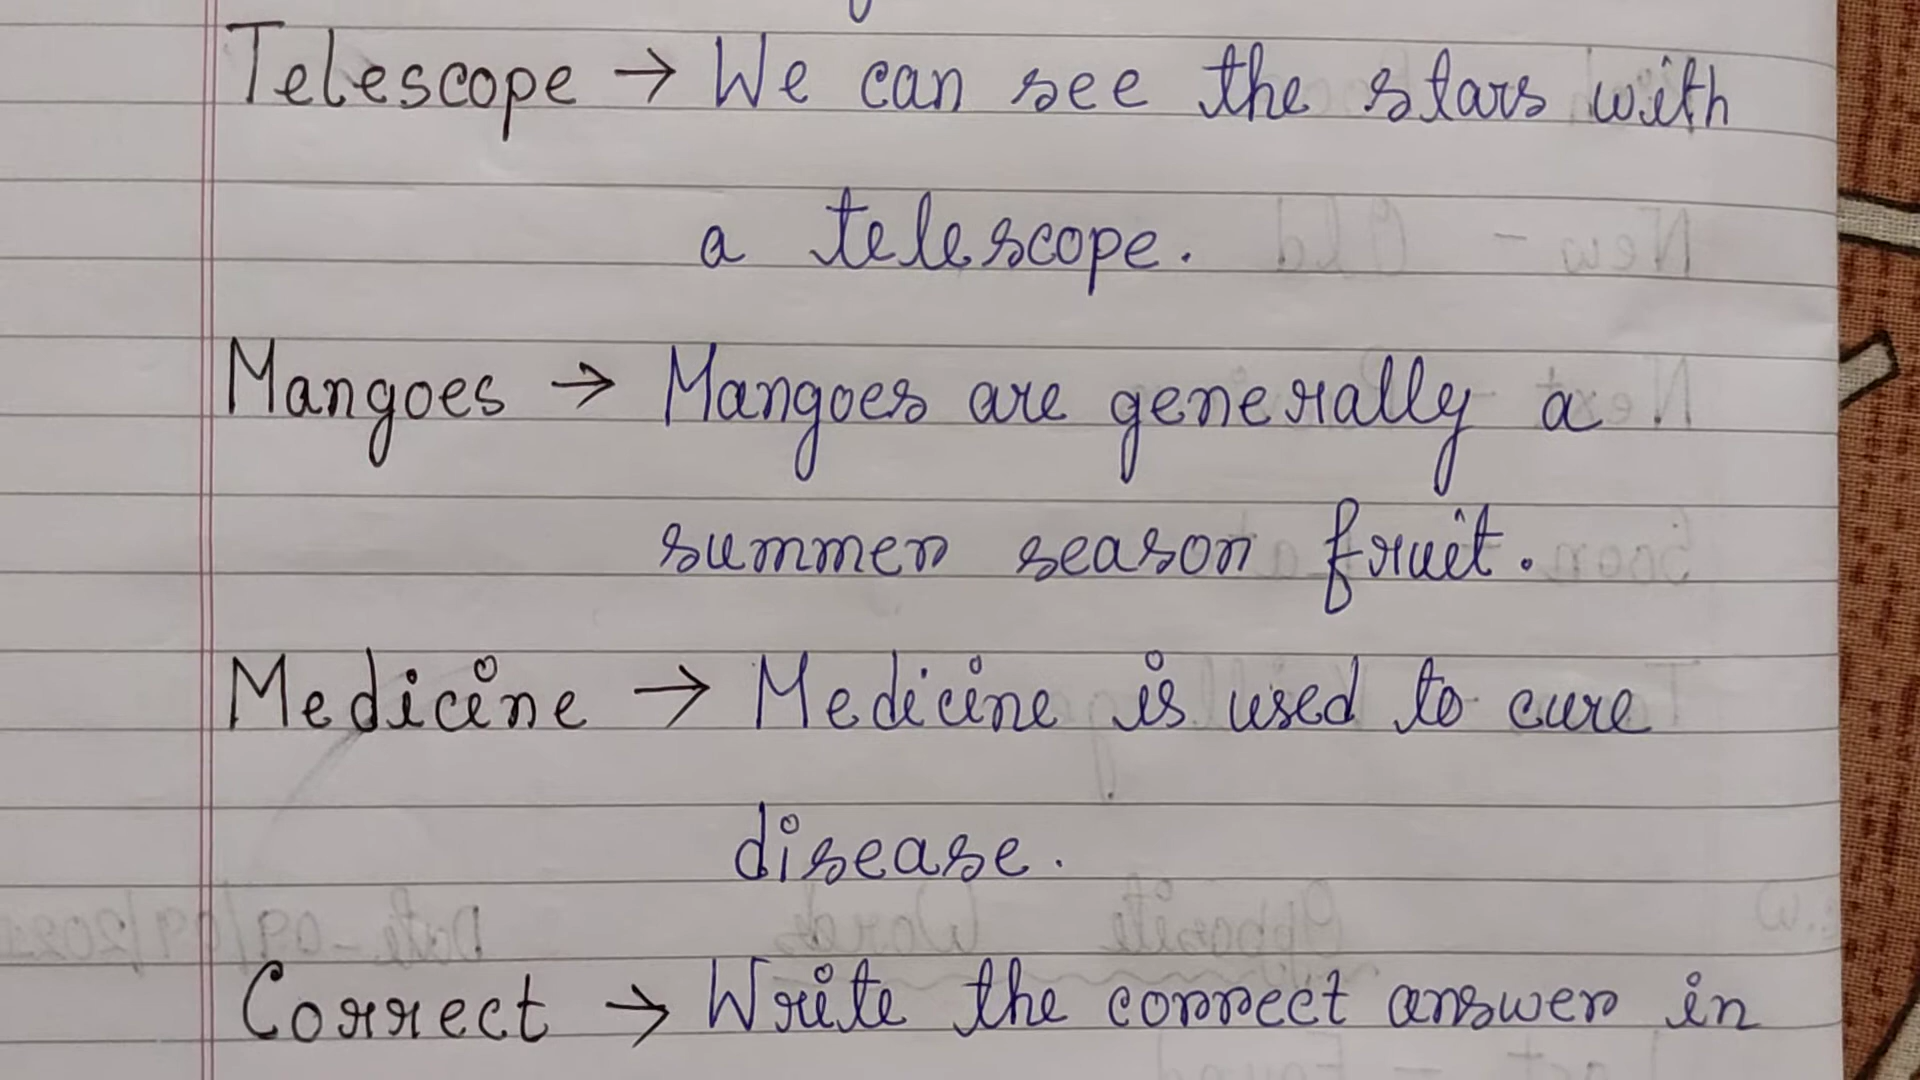 Telescope → We can see the stars with
a telescope.
Mangoes → Mangoes are generally a
summer season fruit.
Medicine → Medicine is used to cure
disease.
Correct → Write the correct answer in